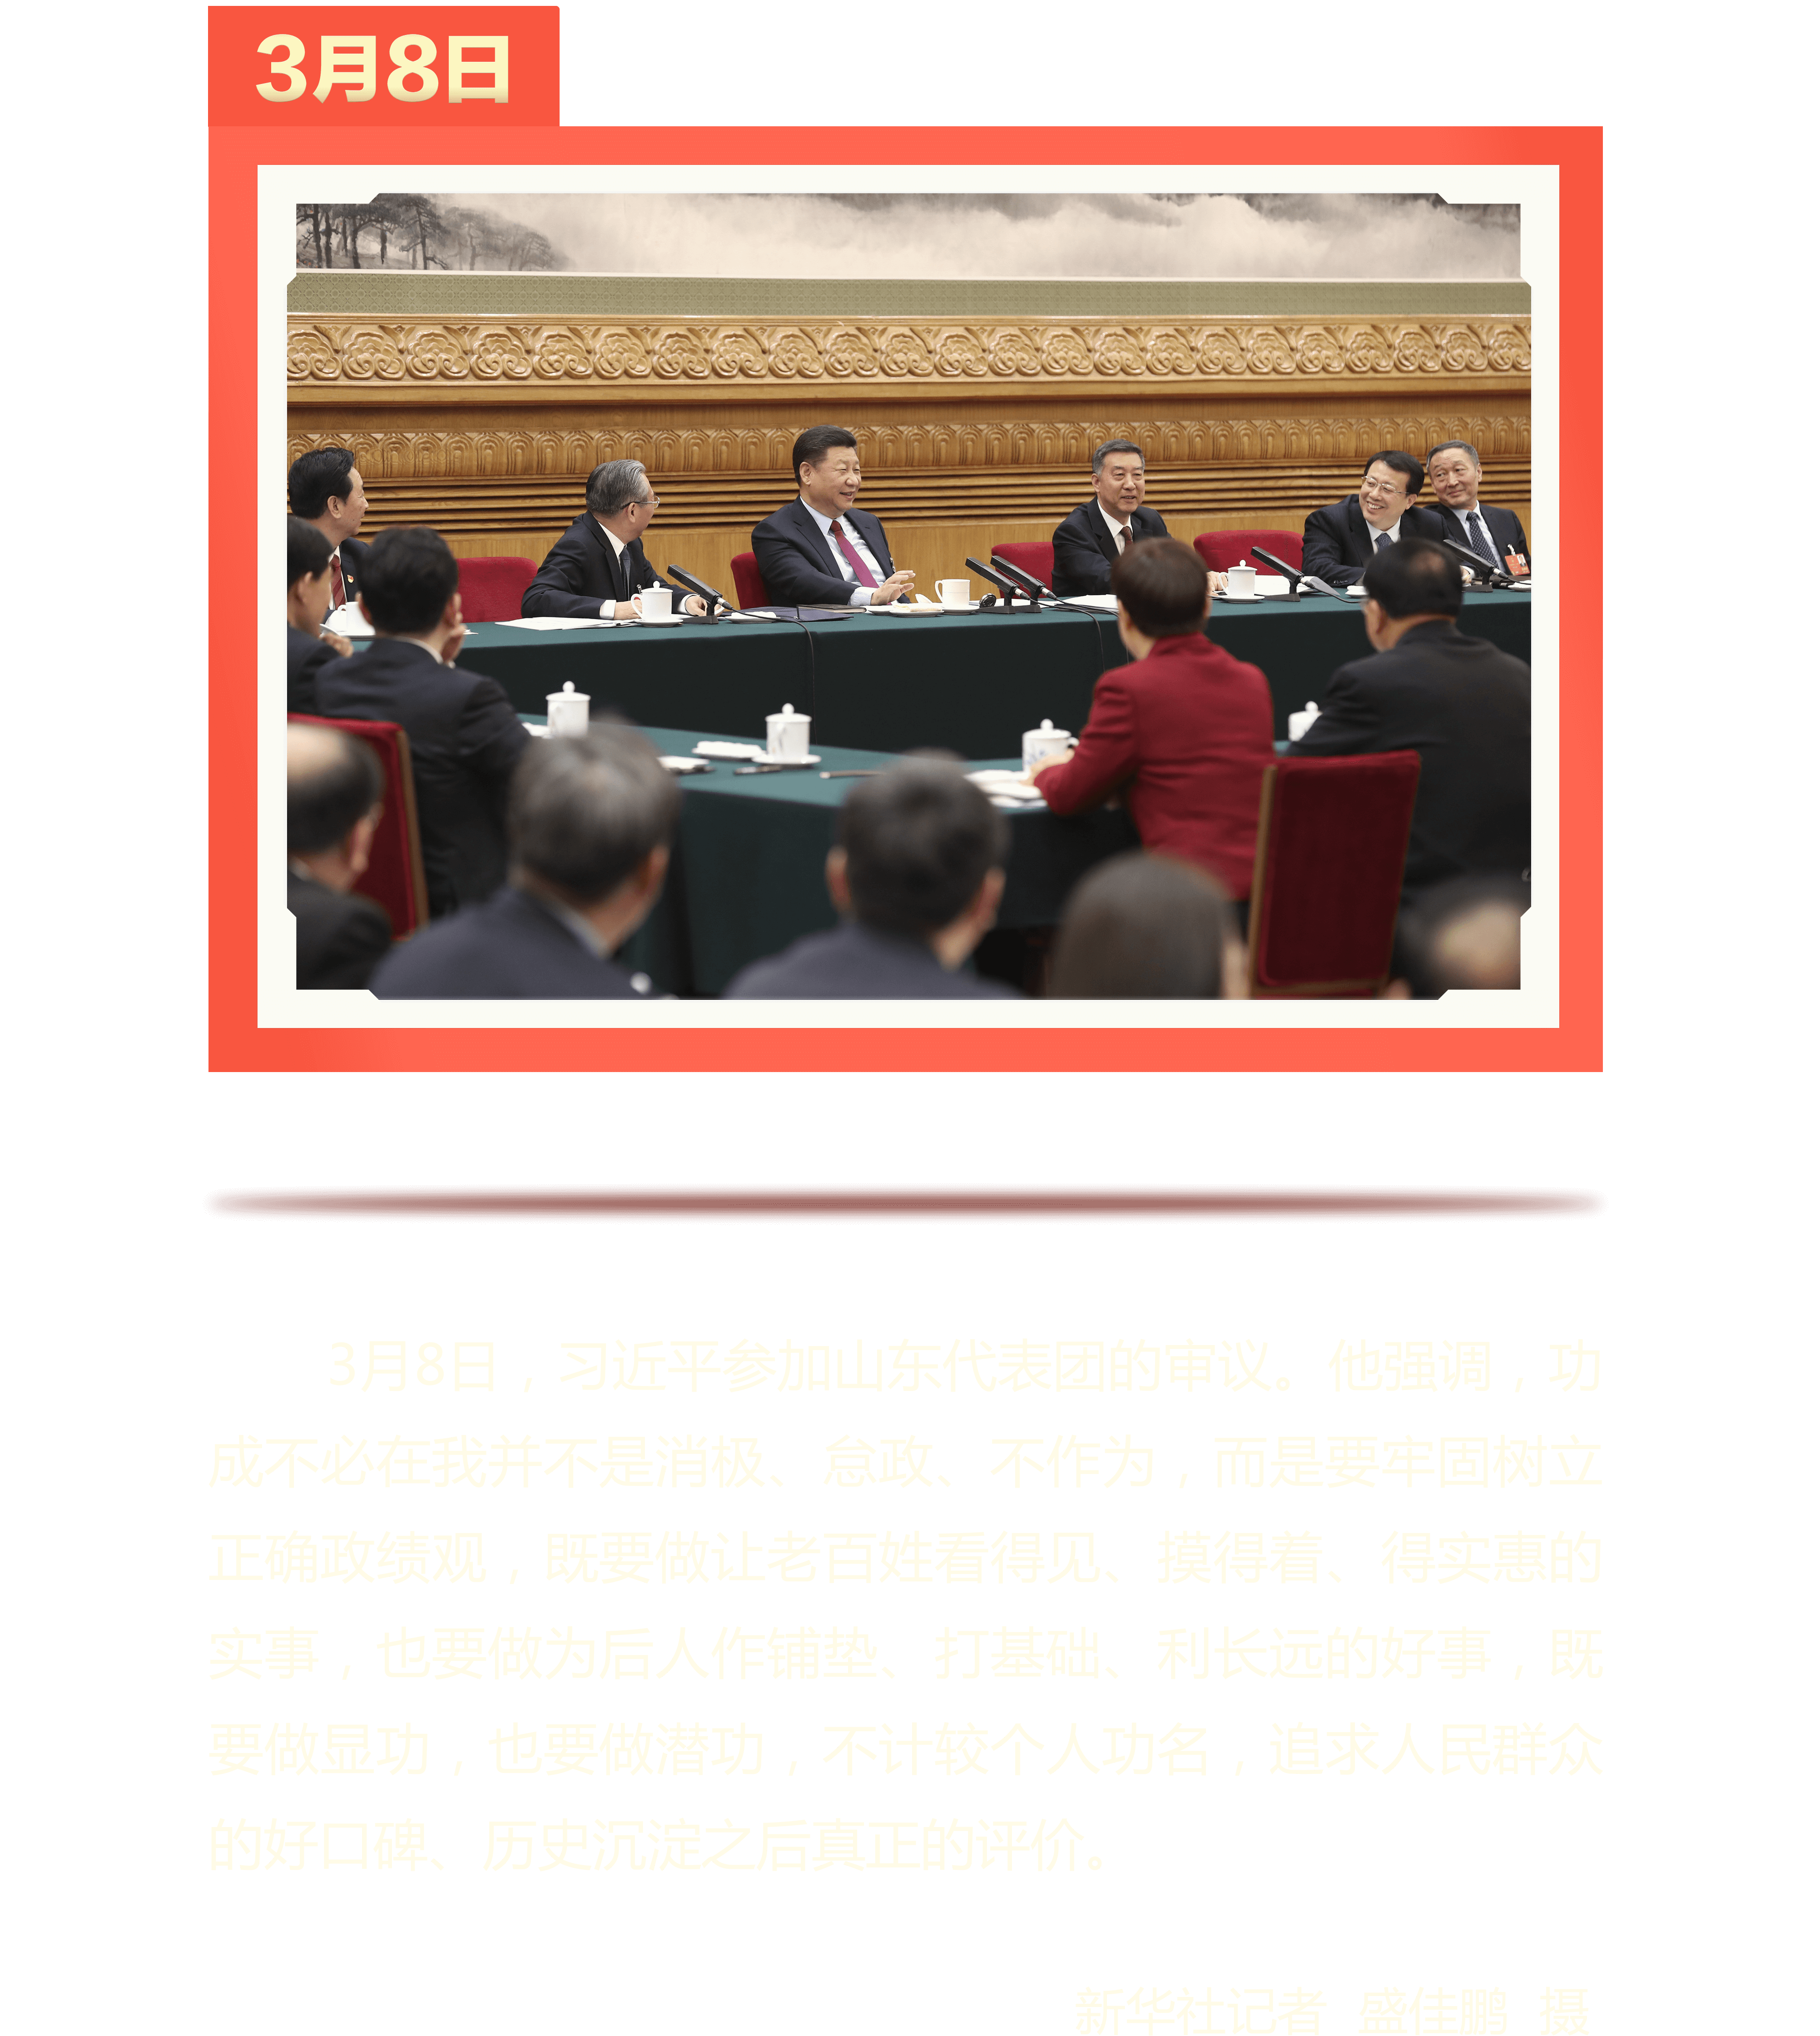 3月8日
3月8日，习近平参加山东代表团的审议。他强调，功
成不必在我并不是消极、怠政、不作为，而是要牢固树立
正确政绩观，既要做让老百姓看得见、摸得着、得实惠的
实事，也要做为后人作铺垫、打基础、利长远的好事，既
要做显功，也要做潜功，不计较个人功名，追求人民群众
的好口碑、历史沉淀之后真正的评价。
新华社记者 盛佳鹏 摄